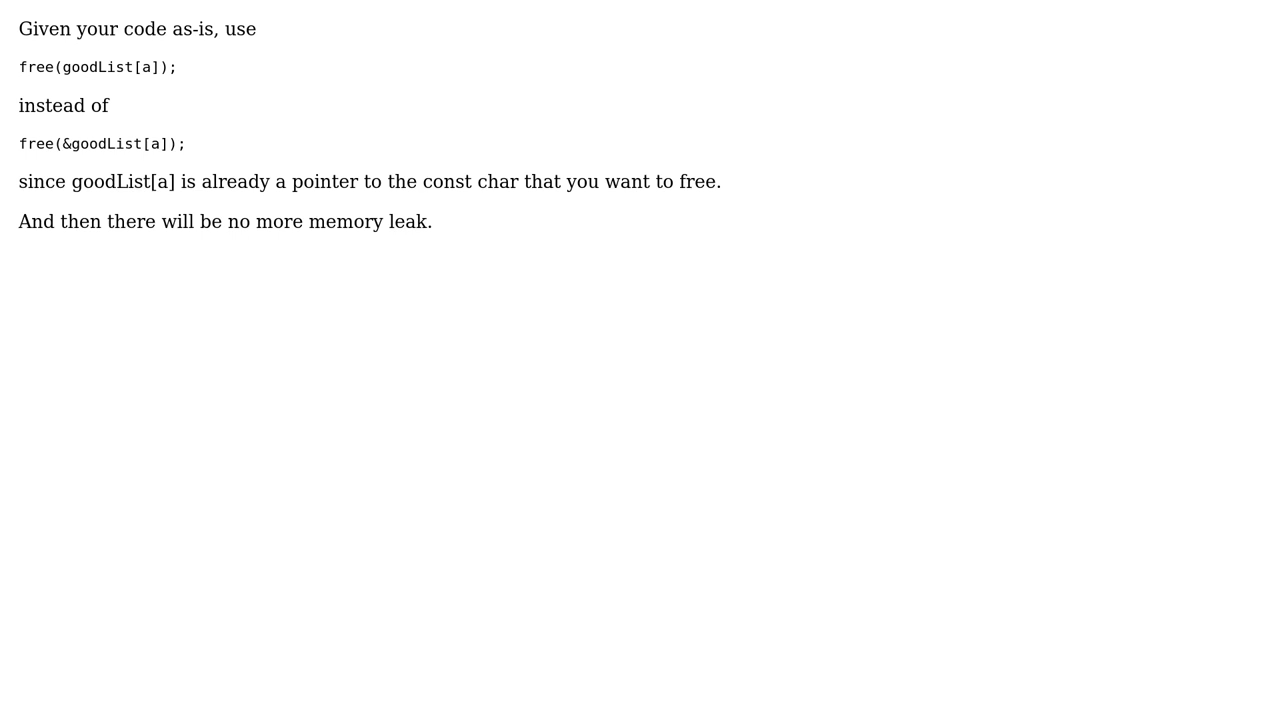 Given your code as-is, use
free(goodList[a]);
instead of
free(&goodList[a]);
since goodList[a] is already a pointer to the const char that you want to free.
And then there will be no more memory leak.